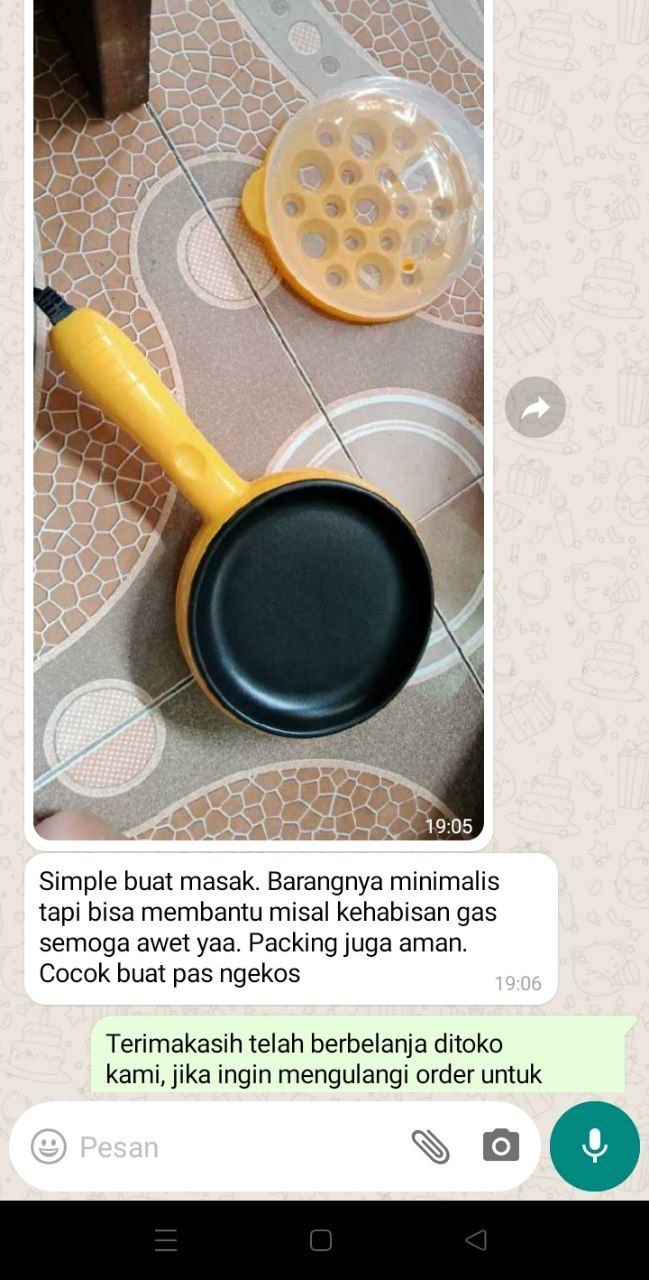 19:05
Simple buat masak. Barangnya minimalis
tapi bisa membantu misal kehabisan gas
semoga awet yaa. Packing juga aman.
Cocok buat pas ngekos
19:06
Terimakasih telah berbelanja ditoko
kami, jika ingin mengulangi order untuk
Pesan